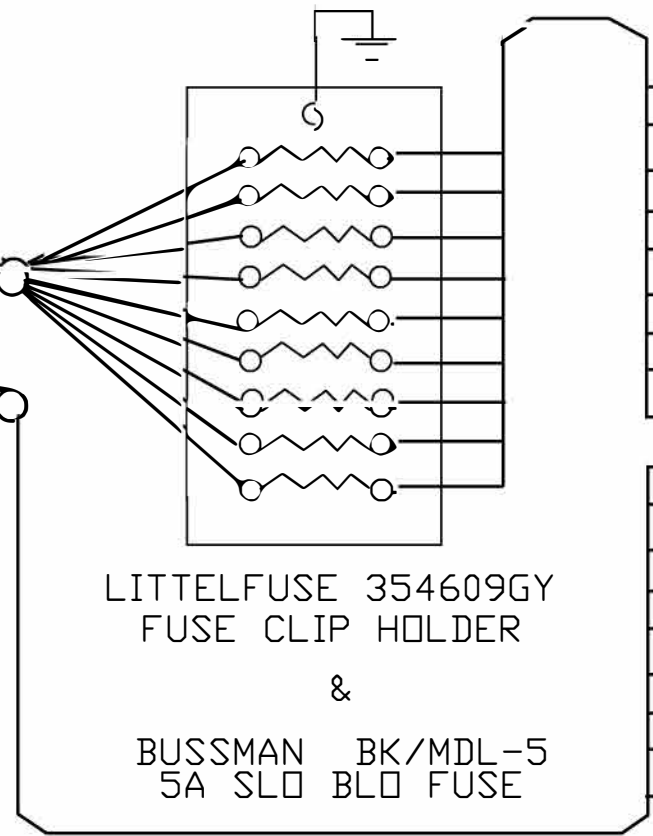 LITTELFUSE 354609GY
FUSE CLIP HOLDER
&
BUSSMAN BK/MDL-5
5A SLO BLO FUSE